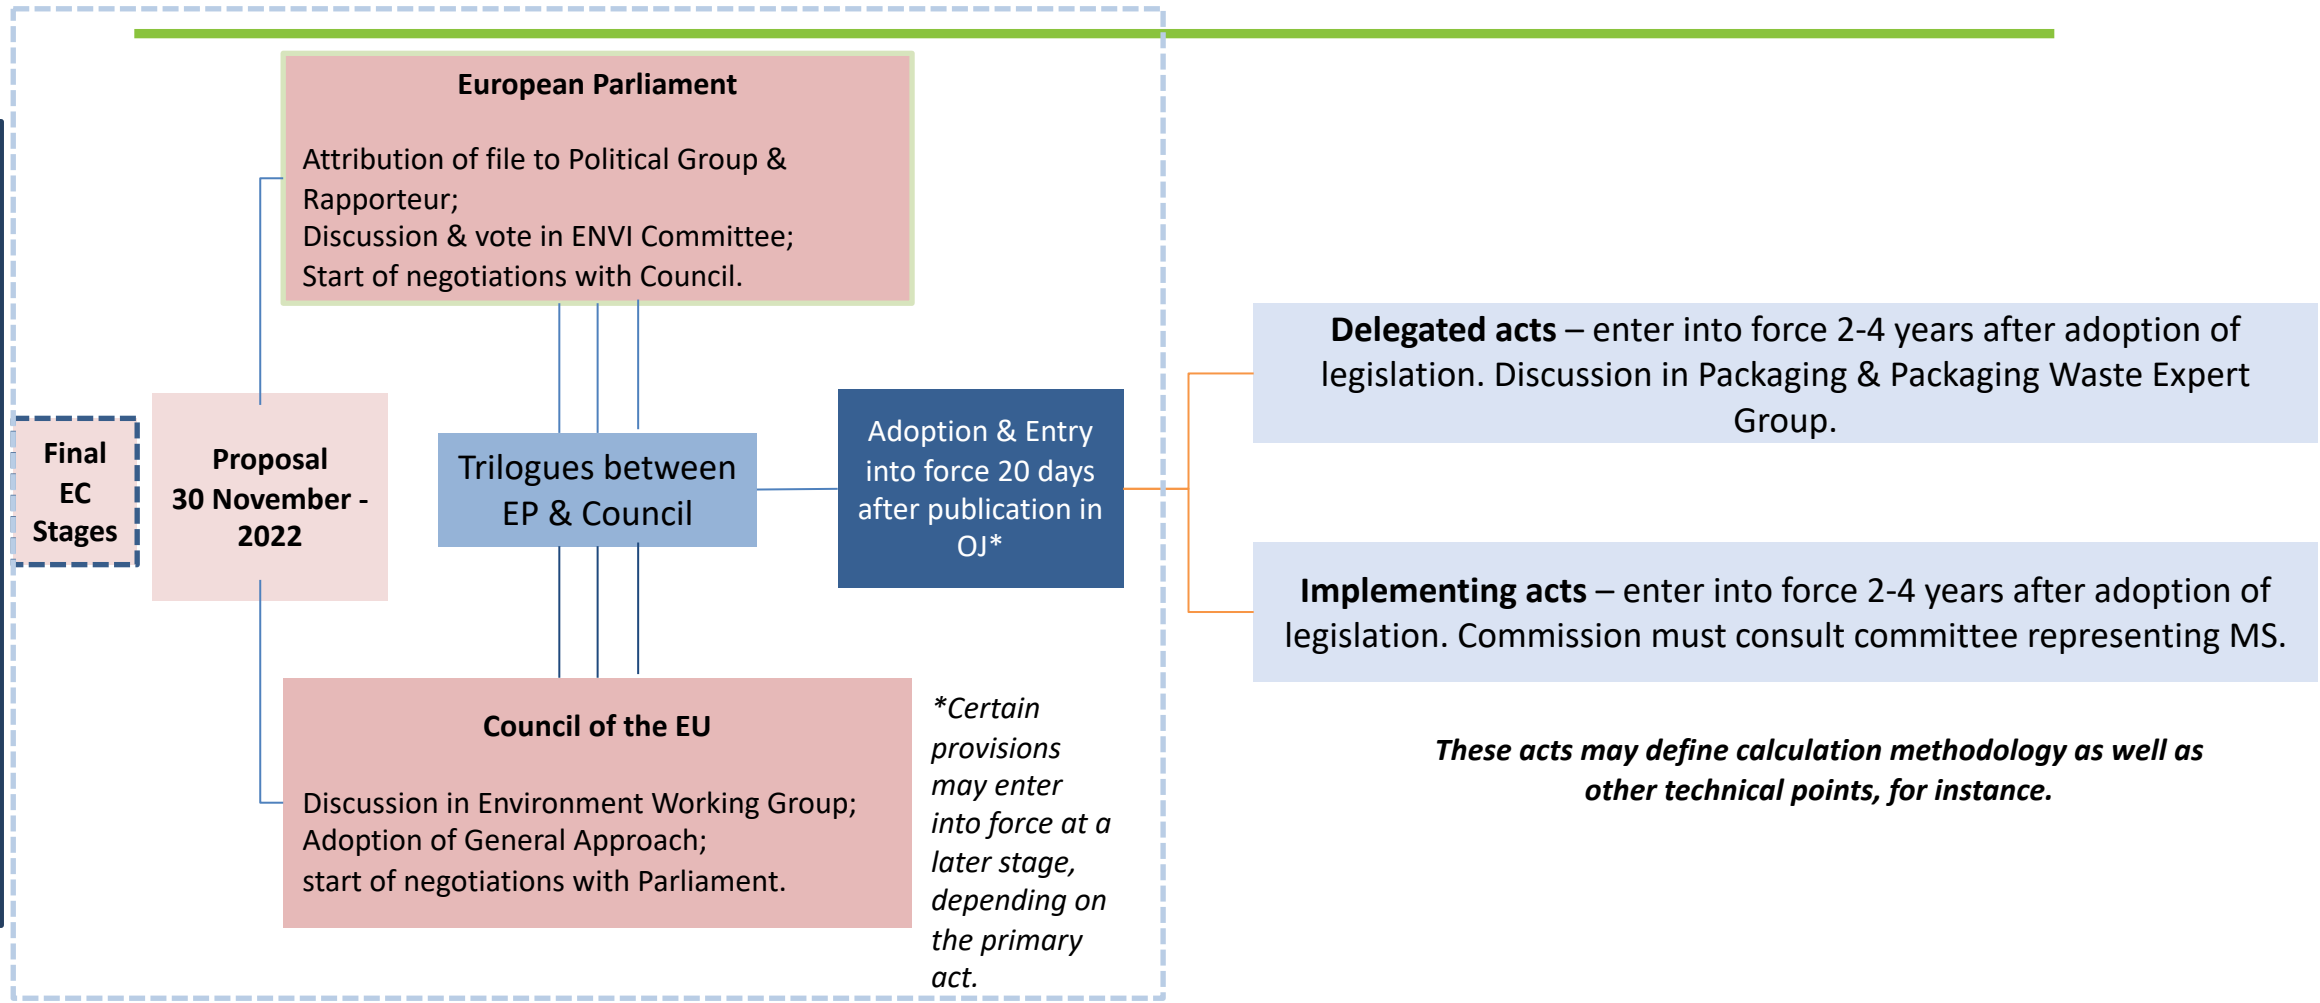 European Parliament
Attribution of file to Political Group &
Rapporteur;
Discussion & vote in ENVI Committee;
Start of negotiations with Council.
Final
EC
Stages
Proposal
30 November -
2022
Trilogues between
EP & Council
Adoption & Entry
into force 20 days
after publication in
OJ*
Council of the EU
Discussion in Environment Working Group;
Adoption of General Approach;
start of negotiations with Parliament.
*Certain
provisions
may enter
into force at a
later stage,
depending on
the primary
act.
Delegated acts – enter into force 2-4 years after adoption of
legislation. Discussion in Packaging & Packaging Waste Expert
Group.
Implementing acts – enter into force 2-4 years after adoption of
legislation. Commission must consult committee representing MS.
These acts may define calculation methodology as well as
other technical points, for instance.